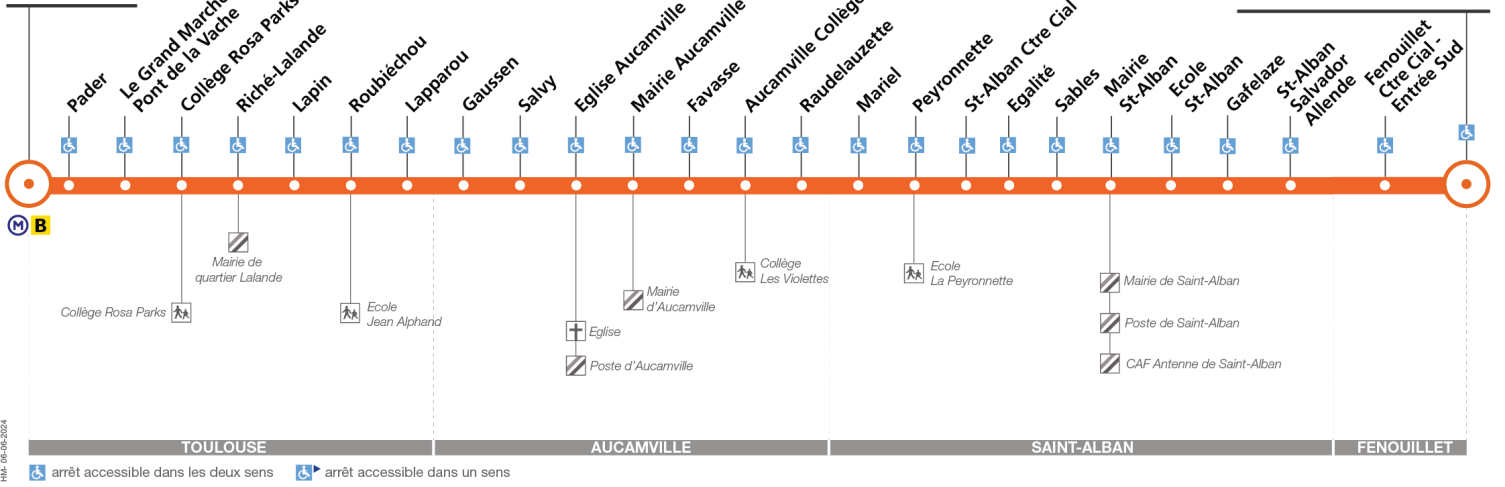 Pader
Le Grand Marché
Pont de la Vache
Collège Rosa Parks
Riché-Lalande
Lapin
Roubiéchou
Lapparou
Gaussen
Salvy
Eglise Aucamville
Mairie Aucamville
Favasse
Aucamville Collège
Raudelauzette
Mariel
Peyronnette
St-Alban Ctre Cial
Egalité
Sables
Mairie
St-Alban
Ecole
St-Alban
Gafelaze
St-Alban
Salvador
Allende
Fenouillet
Ctre Cial -
Entrée Sud
M B
Mairie de
quartier Lalande
Collège Rosa Parks
Ecole
Jean Alphand
Eglise
Poste d'Aucamville
Mairie
d'Aucamville
Collège
Les Violettes
Ecole
La Peyronnette
Mairie de Saint-Alban
Poste de Saint-Alban
CAF Antenne de Saint-Alban
TOULOUSE
AUCAMVILLE
SAINT-ALBAN
FENOUILLET
HM- 06-06-2024
arrêt accessible dans les deux sens
arrêt accessible dans un sens